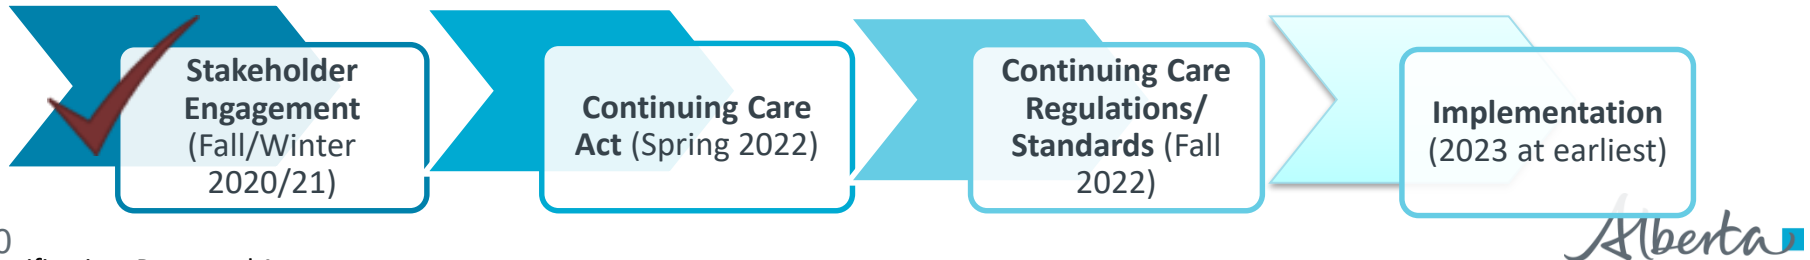 Stakeholder
Engagement
(Fall/Winter
2020/21)
Continuing Care
Act (Spring 2022)
Continuing Care
Regulations/
Standards (Fall
2022)
Implementation
(2023 at earliest)
Alberta
0